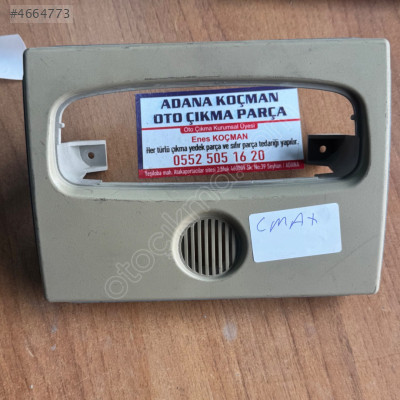 #4664773
ADANA KOÇMAN
OTO ÇIKMA PARÇA
Oto Çıkma Kurumsal Üyesi
Enes KOÇMAN
Her türlü çıkma yedek parça ve sıfır parça tedariği yapılır.
0552 505 16 20
CMAX